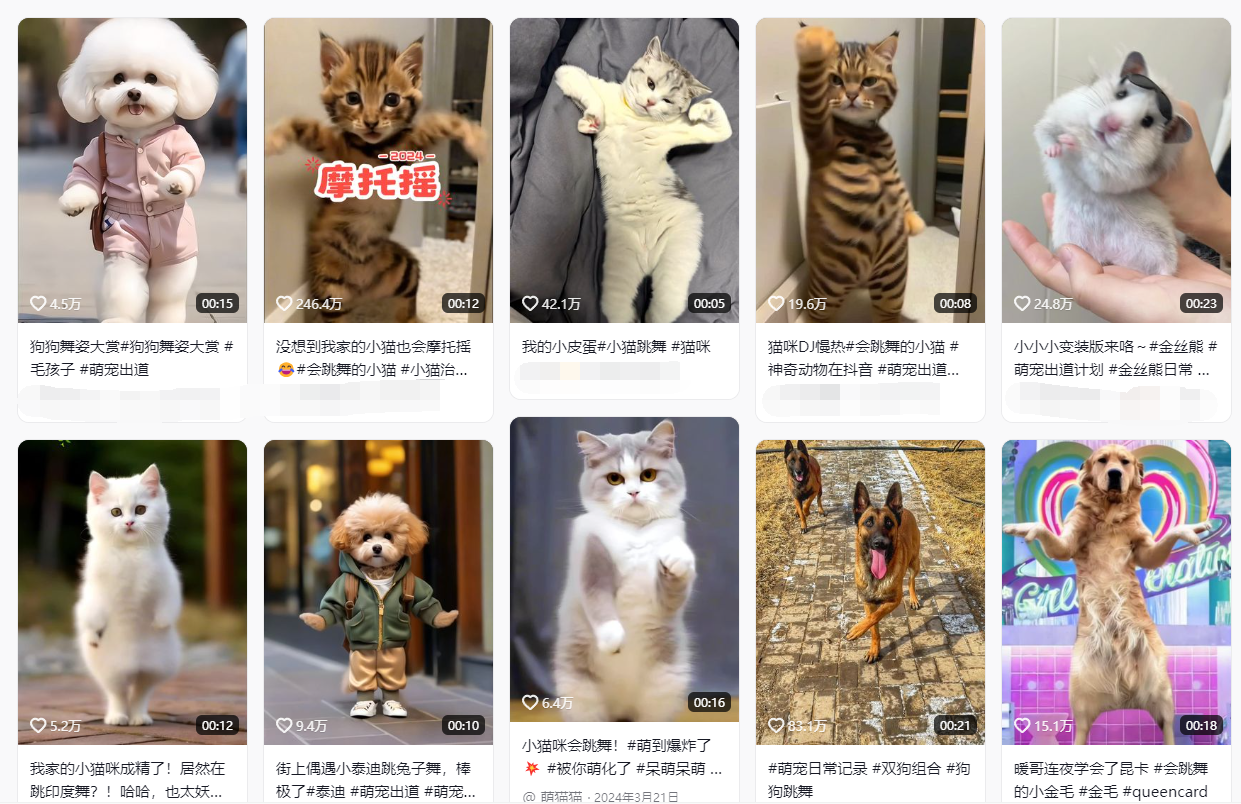 4.5万
00:15
狗狗舞姿大赏#狗狗舞姿大赏 #
毛孩子 #萌宠出道
2024
摩托摇
246.4万
00:12
没想到我家的小猫也会摩托摇
😂#会跳舞的小猫 #小猫治...
42.1万
00:05
我的小皮蛋#小猫跳舞 #猫咪
19.6万
00:08
猫咪DJ慢热#会跳舞的小猫 #
神奇动物在抖音 #萌宠出道...
24.8万
00:23
小小小变装版来咯～#金丝熊 #
萌宠出道计划 #金丝熊日常 ...
5.2万
00:12
我家的小猫咪成精了！居然在
跳印度舞？！哈哈，也太妖...
9.4万
00:10
街上偶遇小泰迪跳兔子舞，棒
极了#泰迪 #萌宠出道 #萌宠...
6.4万
00:16
小猫咪会跳舞！#萌到爆炸了
💥 #被你萌化了 #呆萌呆萌 ...
@ 萌猫猫 · 2024年3月21日
83.1万
00:21
#萌宠日常记录 #双狗组合 #狗
狗跳舞
Girls
15.1万
00:18
暖哥连夜学会了昆卡 #会跳舞
的小金毛 #金毛 #queencard